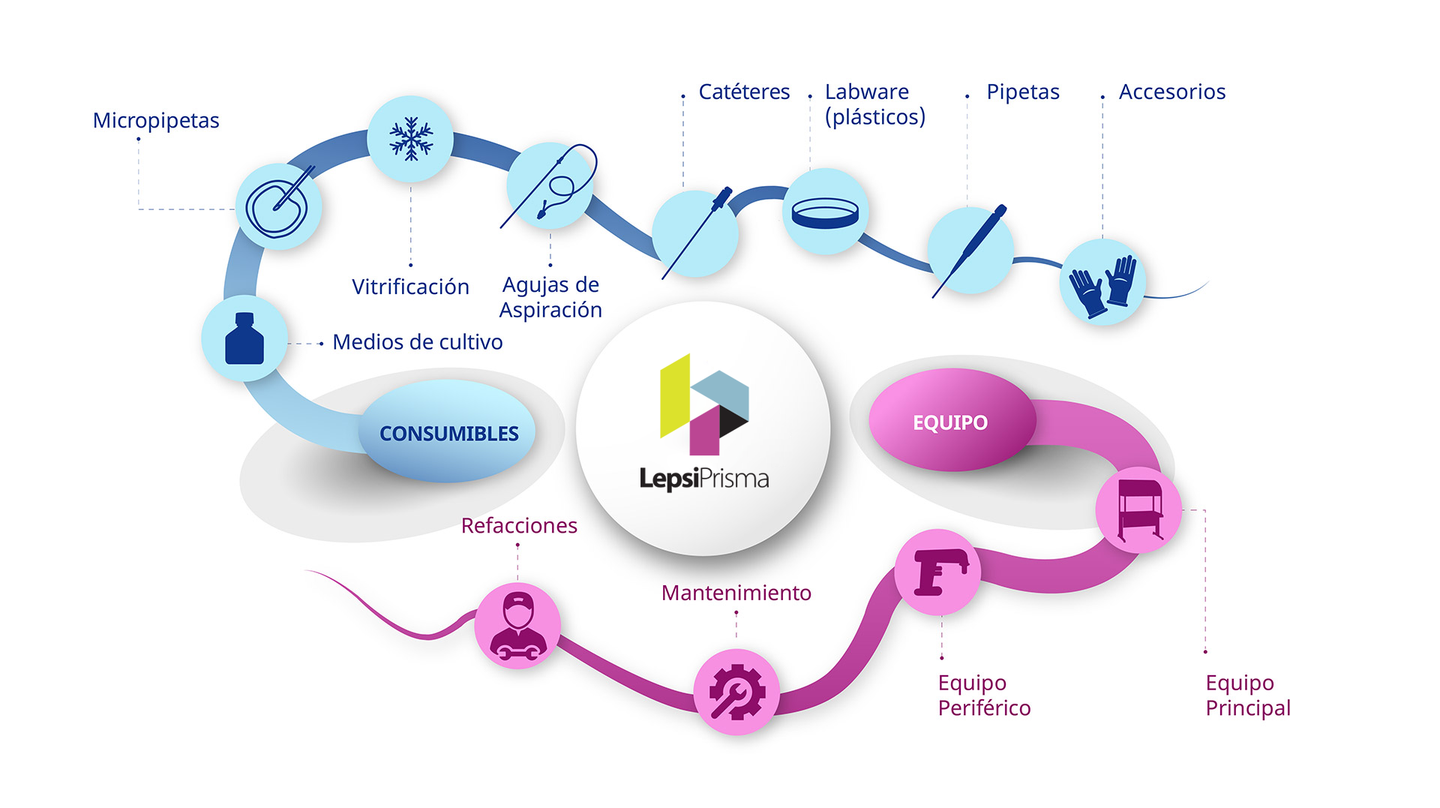 Catéteres
Labware
(plásticos)
Pipetas
Accesorios
Micropipetas
Vitrificación
Agujas de
Aspiración
Medios de cultivo
CONSUMIBLES
LepsiPrisma
EQUIPO
Refacciones
Mantenimiento
Equipo
Periférico
Equipo
Principal